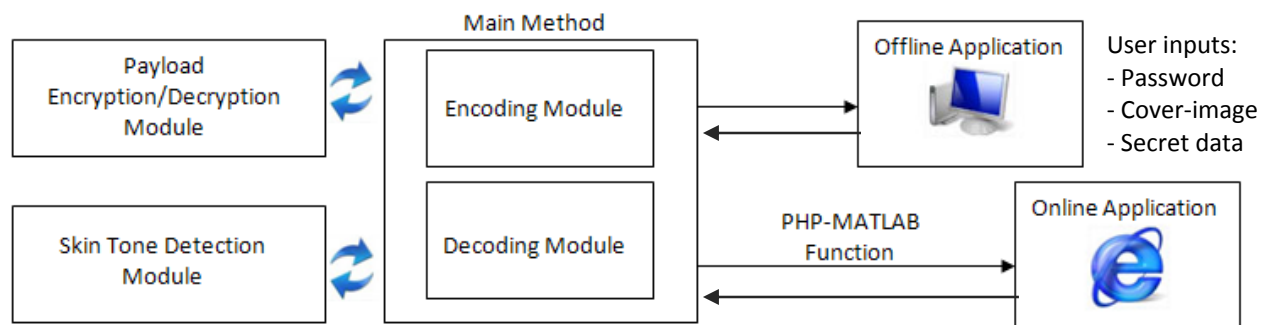 Main Method
Payload
Encryption/Decryption
Module
Encoding Module
Offline Application
User inputs:
- Password
- Cover-image
- Secret data
Skin Tone Detection
Module
Decoding Module
PHP-MATLAB
Function
Online Application